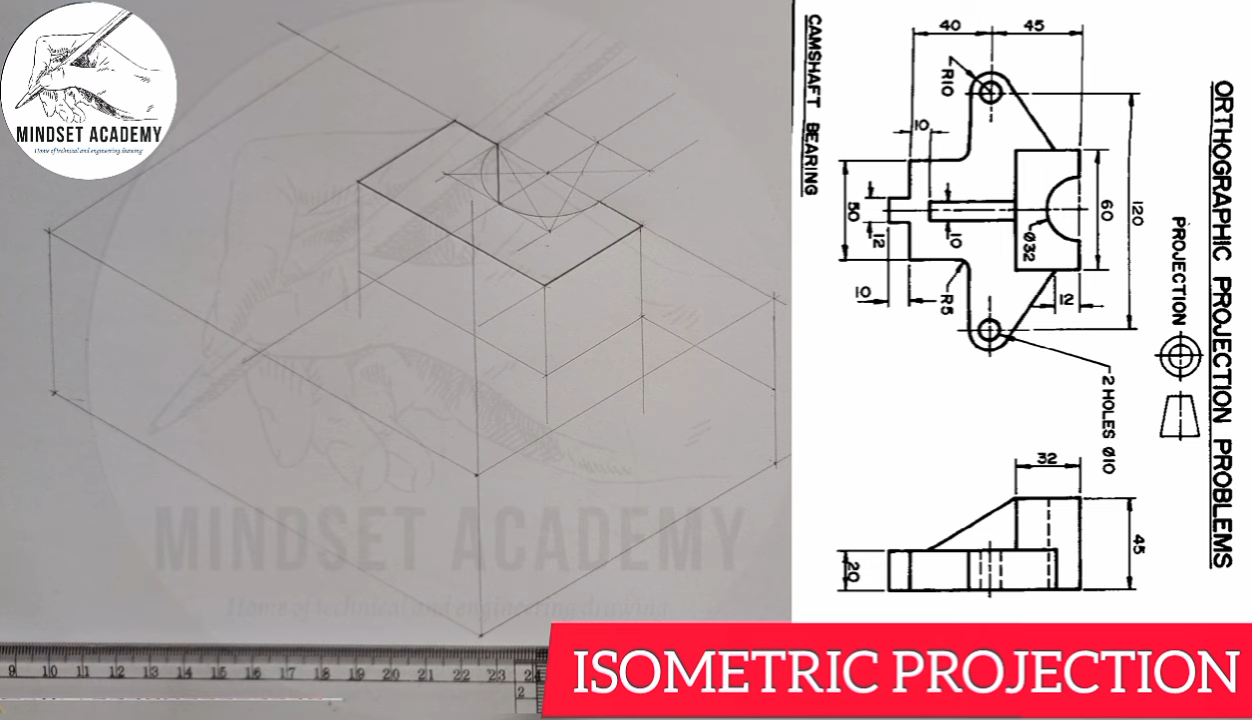 MINDSET ACADEMY
Home of technical and engineering drawing
MINDSET ACADEMY
Home of technical and engineering drawing
9 10 11 12 13 14 15 16 17 18 19 20 21 22 23 24
2
CAMSHAFT BEARING
40
45
R10
10
50
12
10
Ø32
60
120
10
R5
12
2 HOLES Ø10
ORTHOGRAPHIC PROJECTION PROBLEMS
PROJECTION
32
45
20
ISOMETRIC PROJECTION